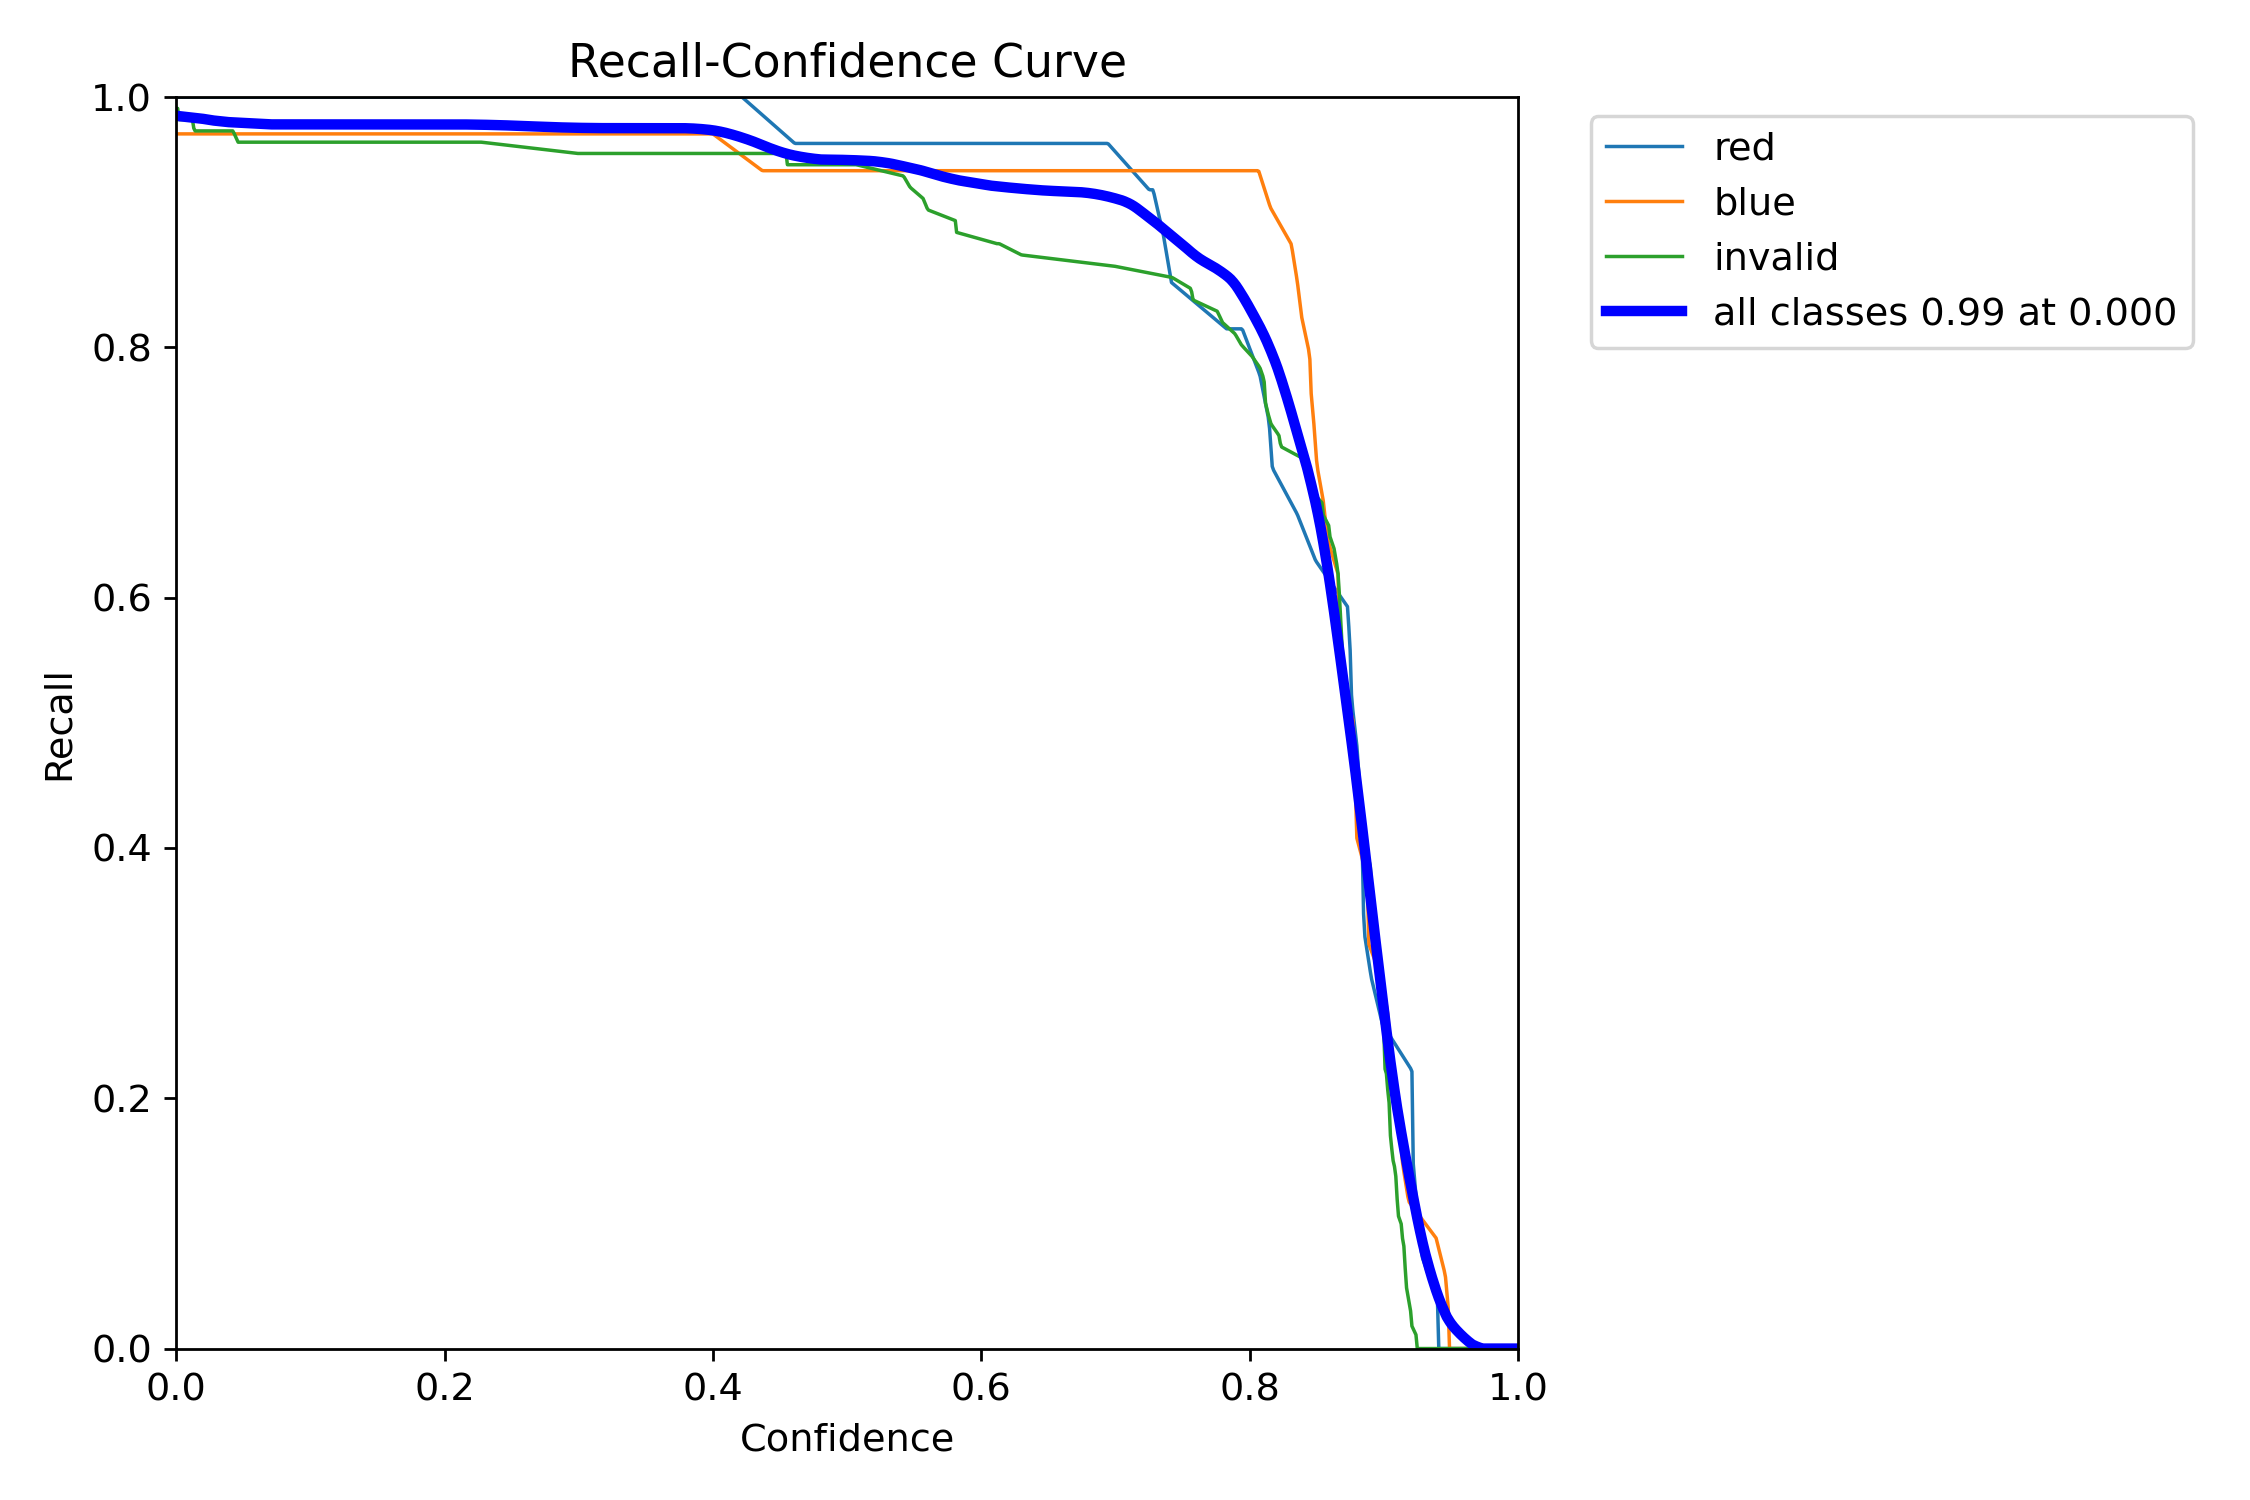 Recall-Confidence Curve
1.0
0.8
0.6
0.4
0.2
0.0
Recall
0.0 0.2 0.4 0.6 0.8 1.0
Confidence
red
blue
invalid
all classes 0.99 at 0.000